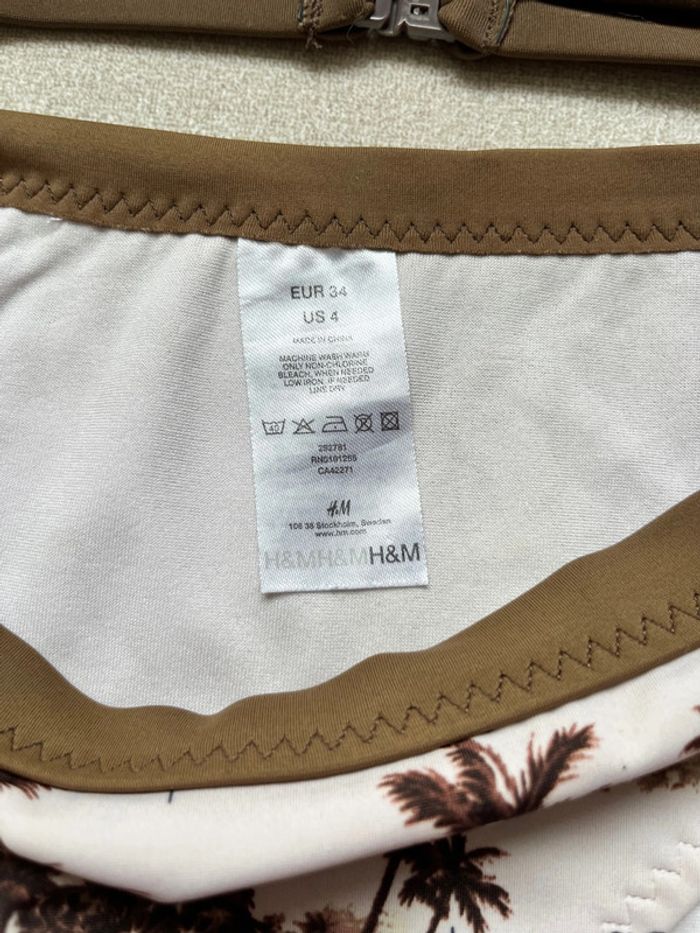 EUR 34
US 4
MADE IN CHINA
MACHINE WASH WARM
ONLY NON-CHLORINE
BLEACH, WHEN NEEDED
LOW IRON, IF NEEDED
LINE DRY
40
292781
RN0101255
CA42271
H&M
106 38 Stockholm, Sweden
www.hm.com
H&MH&MH&M